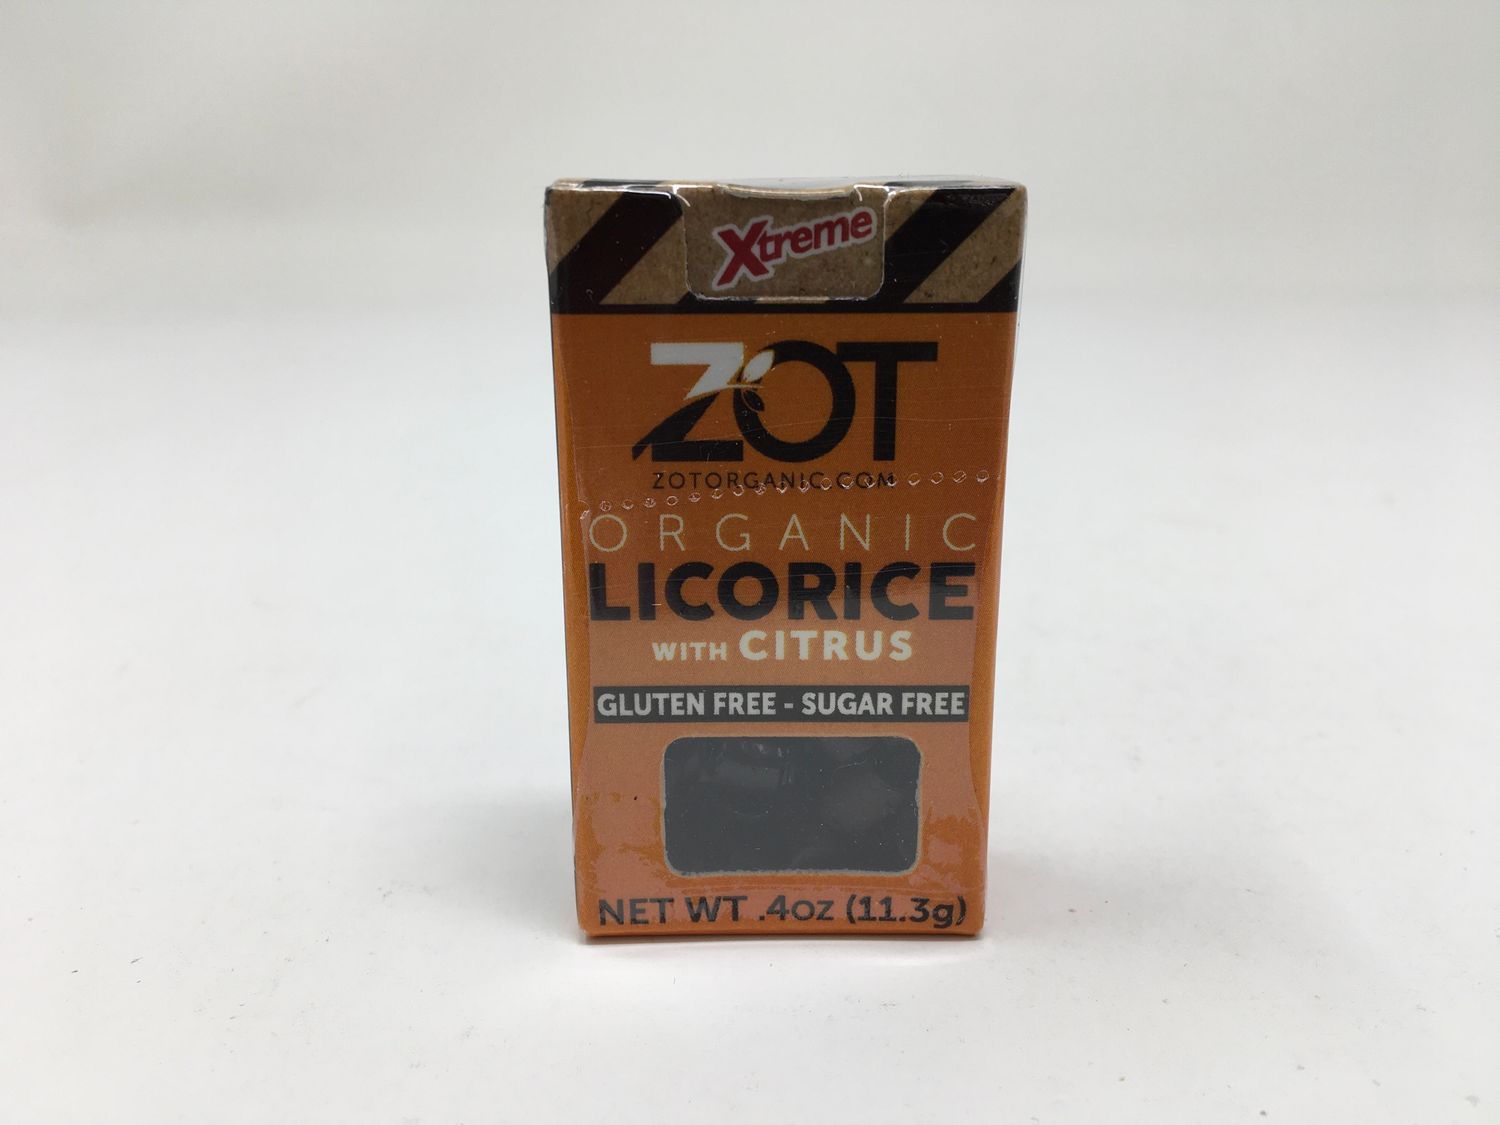 Xtreme
ZOT
ZOTORGANIC.COM
ORGANIC
LICORICE
WITH CITRUS
GLUTEN FREE - SUGAR FREE
NET WT .4oz (11.3g)